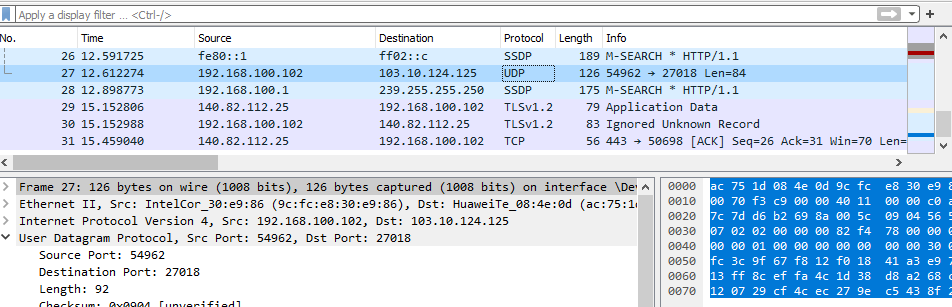 Apply a display filter ... <Ctrl-/>
No. Time Source Destination Protocol Length Info
26 12.591725 fe80::1 ff02::c SSDP 189 M-SEARCH * HTTP/1.1
27 12.612274 192.168.100.102 103.10.124.125 UDP 126 54962 → 27018 Len=84
28 12.898773 192.168.100.1 239.255.255.250 SSDP 175 M-SEARCH * HTTP/1.1
29 15.152806 140.82.112.25 192.168.100.102 TLSv1.2 79 Application Data
30 15.152988 192.168.100.102 140.82.112.25 TLSv1.2 83 Ignored Unknown Record
31 15.459040 140.82.112.25 192.168.100.102 TCP 56 443 → 50698 [ACK] Seq=26 Ack=31 Win=70 Len=
Frame 27: 126 bytes on wire (1008 bits), 126 bytes captured (1008 bits) on interface \Dev
Ethernet II, Src: IntelCor_30:e9:86 (9c:fc:e8:30:e9:86), Dst: HuaweiTe_08:4e:0d (ac:75:1d
Internet Protocol Version 4, Src: 192.168.100.102, Dst: 103.10.124.125
User Datagram Protocol, Src Port: 54962, Dst Port: 27018
Source Port: 54962
Destination Port: 27018
Length: 92
Checksum: 0x0904 [unverified]
0000 ac 75 1d 08 4e 0d 9c fc e8 30 e9 8
0010 00 70 f3 c9 00 00 40 11 00 00 c0 a
0020 7c 7d d6 b2 69 8a 00 5c 09 04 56 5
0030 07 02 02 00 00 00 82 f4 78 00 00 0
0040 00 00 01 00 00 00 00 00 00 00 30 0
0050 fc 3c 9f 67 f8 12 f0 18 41 a3 e9 7
0060 13 ff 8c ef fa 4c 1d 38 d8 a2 68 c
0070 12 07 29 cf 4c ec 27 9e c5 43 8f 2